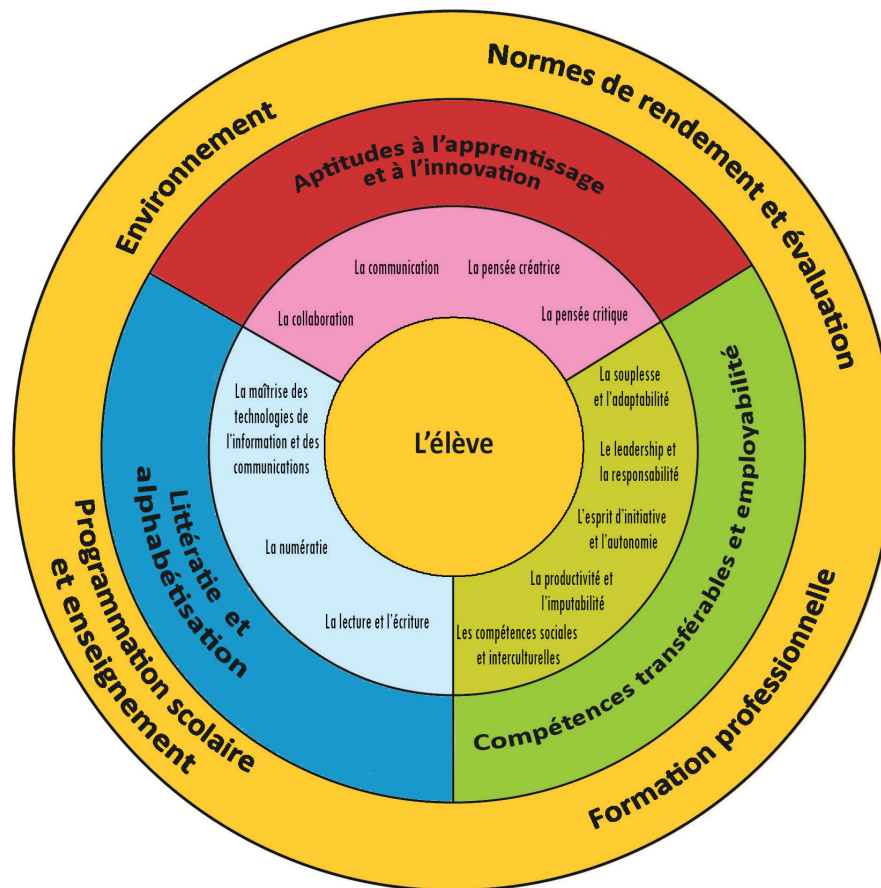 Environnement
Normes de rendement et évaluation
Aptitudes à l'apprentissage
et à l'innovation
La communication
La pensée créatrice
La collaboration
La pensée critique
La maîtrise des
technologies de
l'information et des
communications
La numératie
La lecture et l'écriture
L'élève
La souplesse
et l'adaptabilité
Le leadership et
la responsabilité
L'esprit d'initiative
et l'autonomie
La productivité et
l'imputabilité
Les compétences sociales
et interculturelles
Littératie et
alphabétisation
Compétences transférables et employabilité
Programmation scolaire
et enseignement
Formation professionnelle